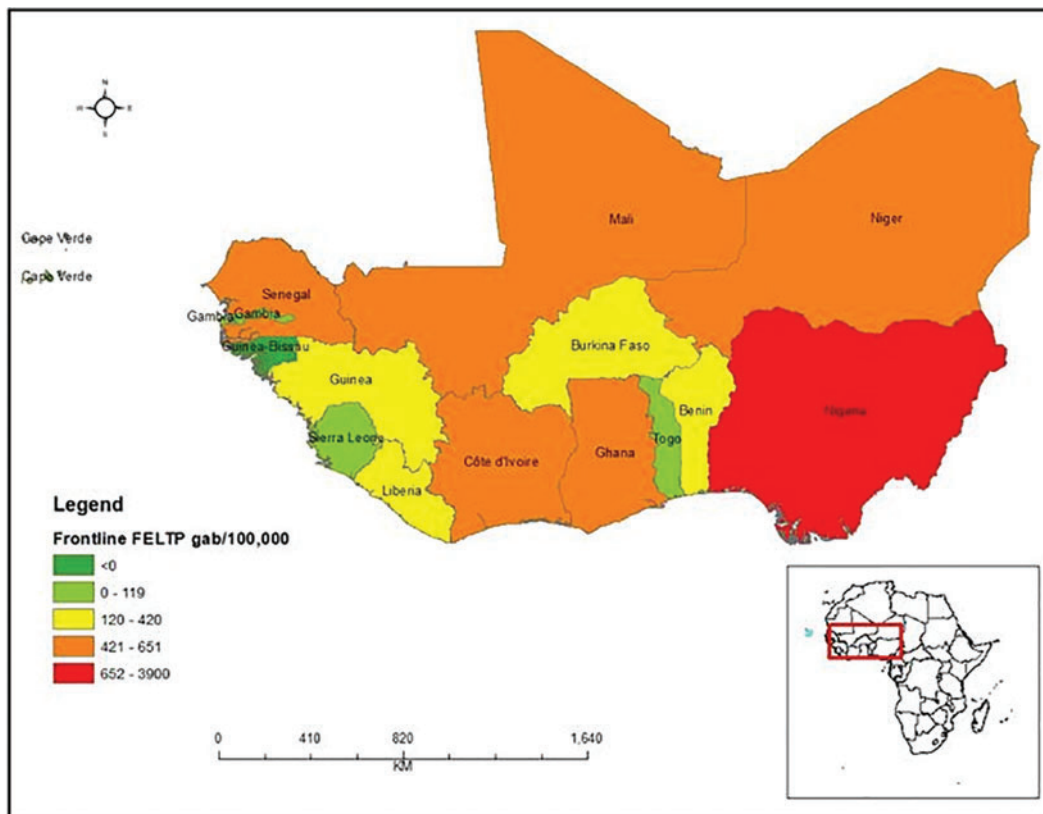 N
W E
S
Mali
Niger
Cape Verde
Cape Verde
Senegal
Gambia
Gambia
Guinea-Bissau
Burkina Faso
Guinea
Benin
Nigeria
Sierra Leone
Togo
Ghana
Côte d'Ivoire
Liberia
Legend
Frontline FELTP gab/100,000
<0
0 - 119
120 - 420
421 - 651
652 - 3900
0 410 820 1,640
KM